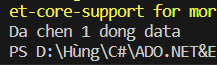 et-core-support for mor
Da chen 1 dong data
PS D:\Hùng\C#\ADO.NET&E